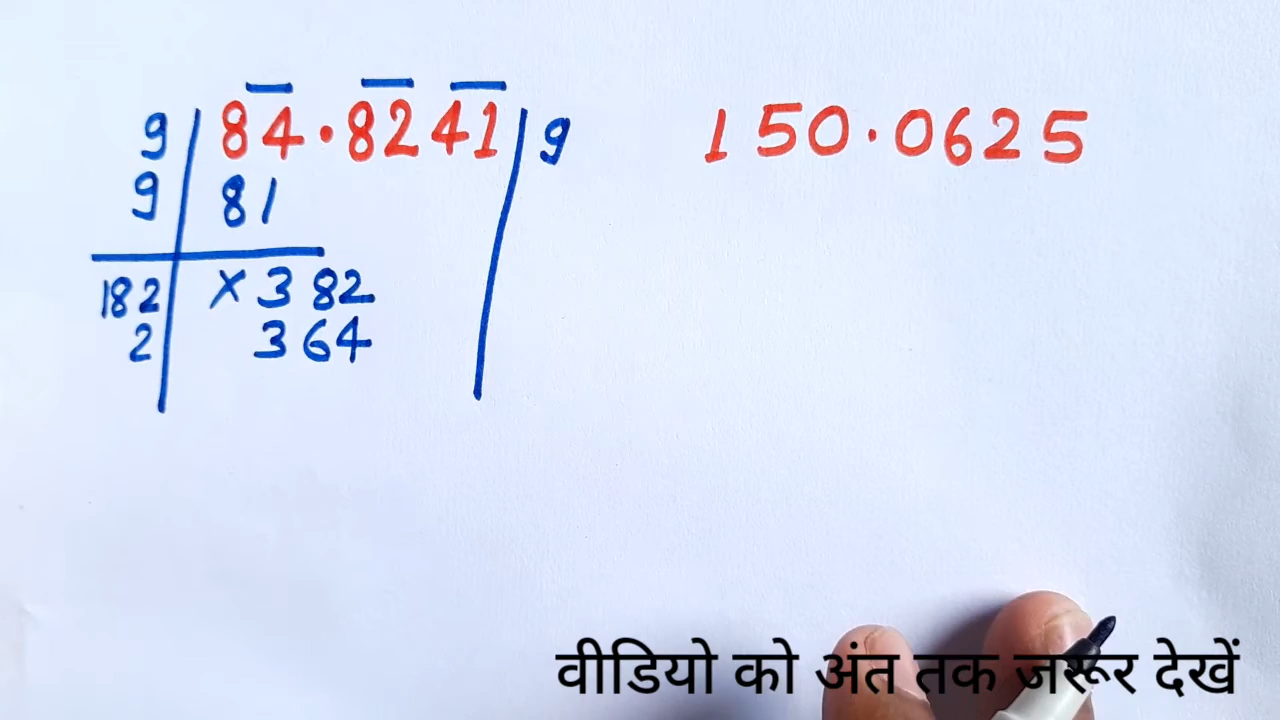 9 84.8241 9 150.0625
9 81
182 × 382
2 364
वीडियो को अंत तक जरूर देखें